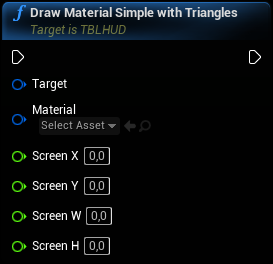 Draw Material Simple with Triangles
Target is TBLHUD
Target
Material
Select Asset
Screen X 0,0
Screen Y 0,0
Screen W 0,0
Screen H 0,0